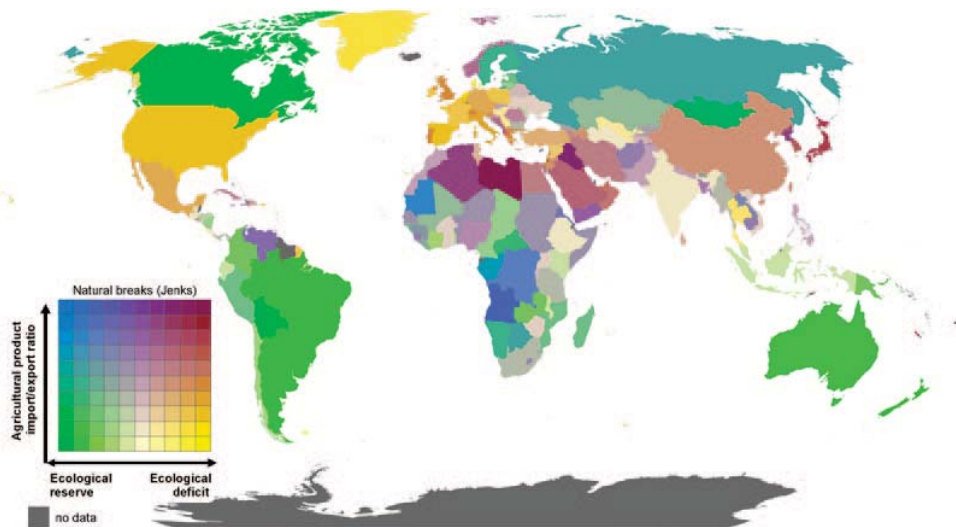 Natural breaks (Jenks)
Agricultural product
import/export ratio
Ecological
reserve
Ecological
deficit
no data